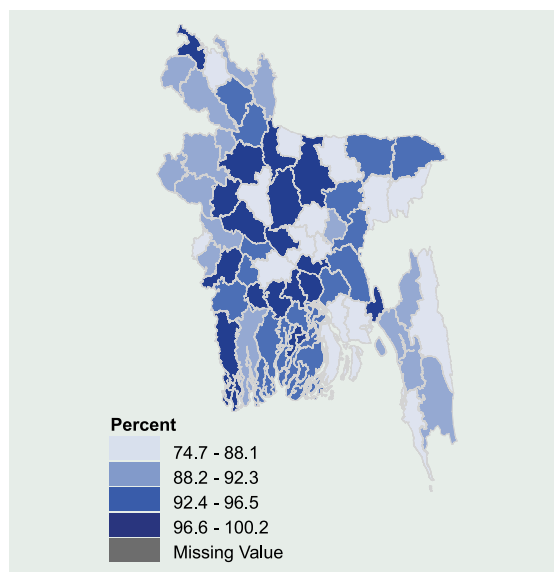 Percent
74.7 - 88.1
88.2 - 92.3
92.4 - 96.5
96.6 - 100.2
Missing Value